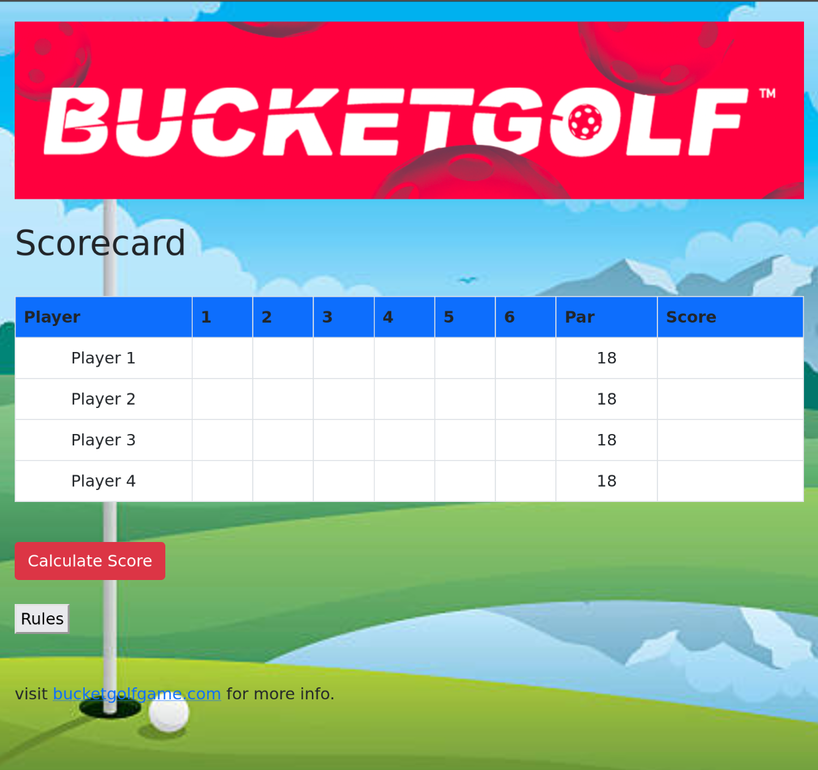 BUCKETGOLF™
Scorecard
Player 1 2 3 4 5 6 Par Score
Player 1 18
Player 2 18
Player 3 18
Player 4 18
Calculate Score
Rules
visit bucketgolfgame.com for more info.